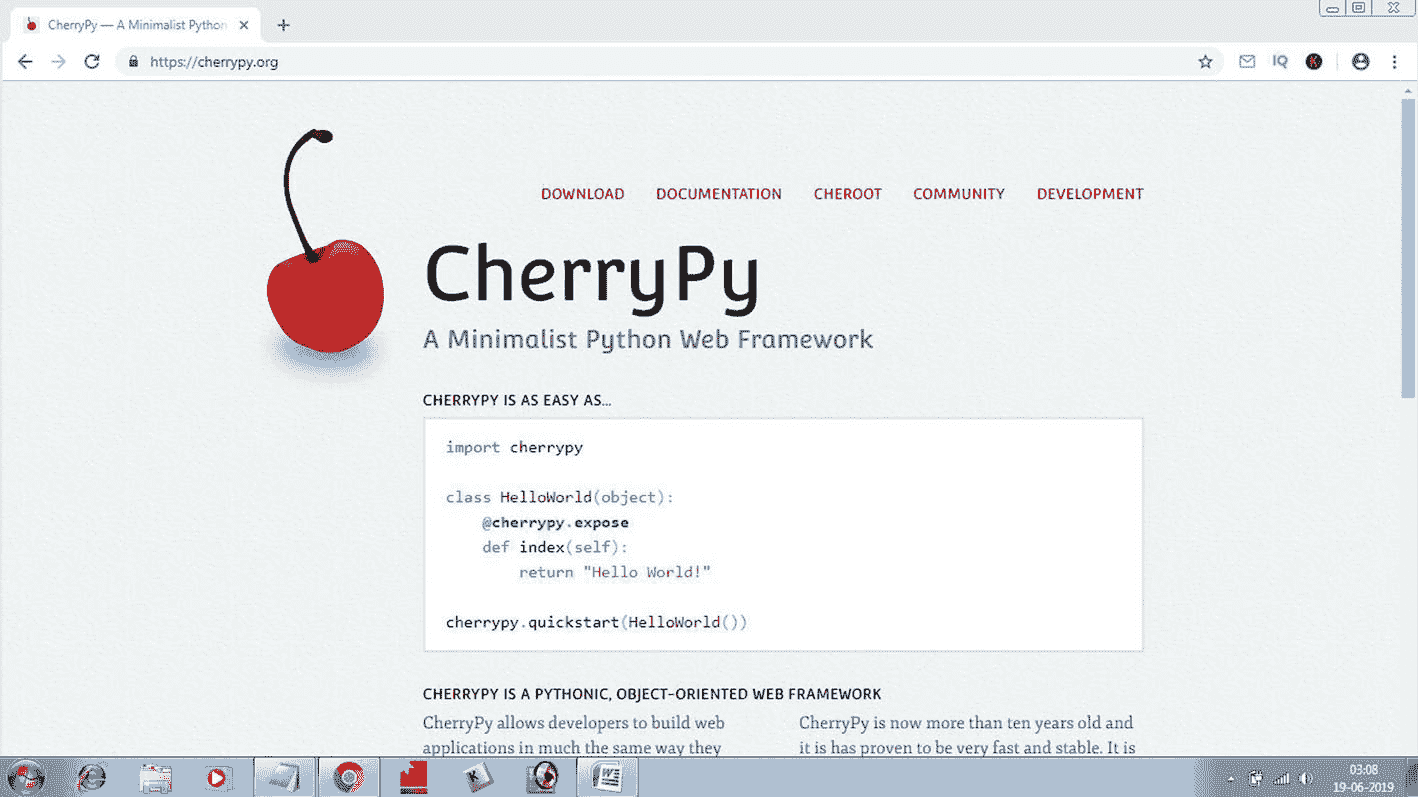 CherryPy — A Minimalist Python
https://cherrypy.org
IQ
K
DOWNLOAD DOCUMENTATION CHEROOT COMMUNITY DEVELOPMENT
CherryPy
A Minimalist Python Web Framework
CHERRYPY IS AS EASY AS...
import cherrypy
class HelloWorld(object):
    @cherrypy.expose
    def index(self):
        return "Hello World!"
cherrypy.quickstart(HelloWorld())
CHERRYPY IS A PYTHONIC, OBJECT-ORIENTED WEB FRAMEWORK
CherryPy allows developers to build web
applications in much the same way they
CherryPy is now more than ten years old and
it is has proven to be very fast and stable. It is
K
W
03:08
19-06-2019